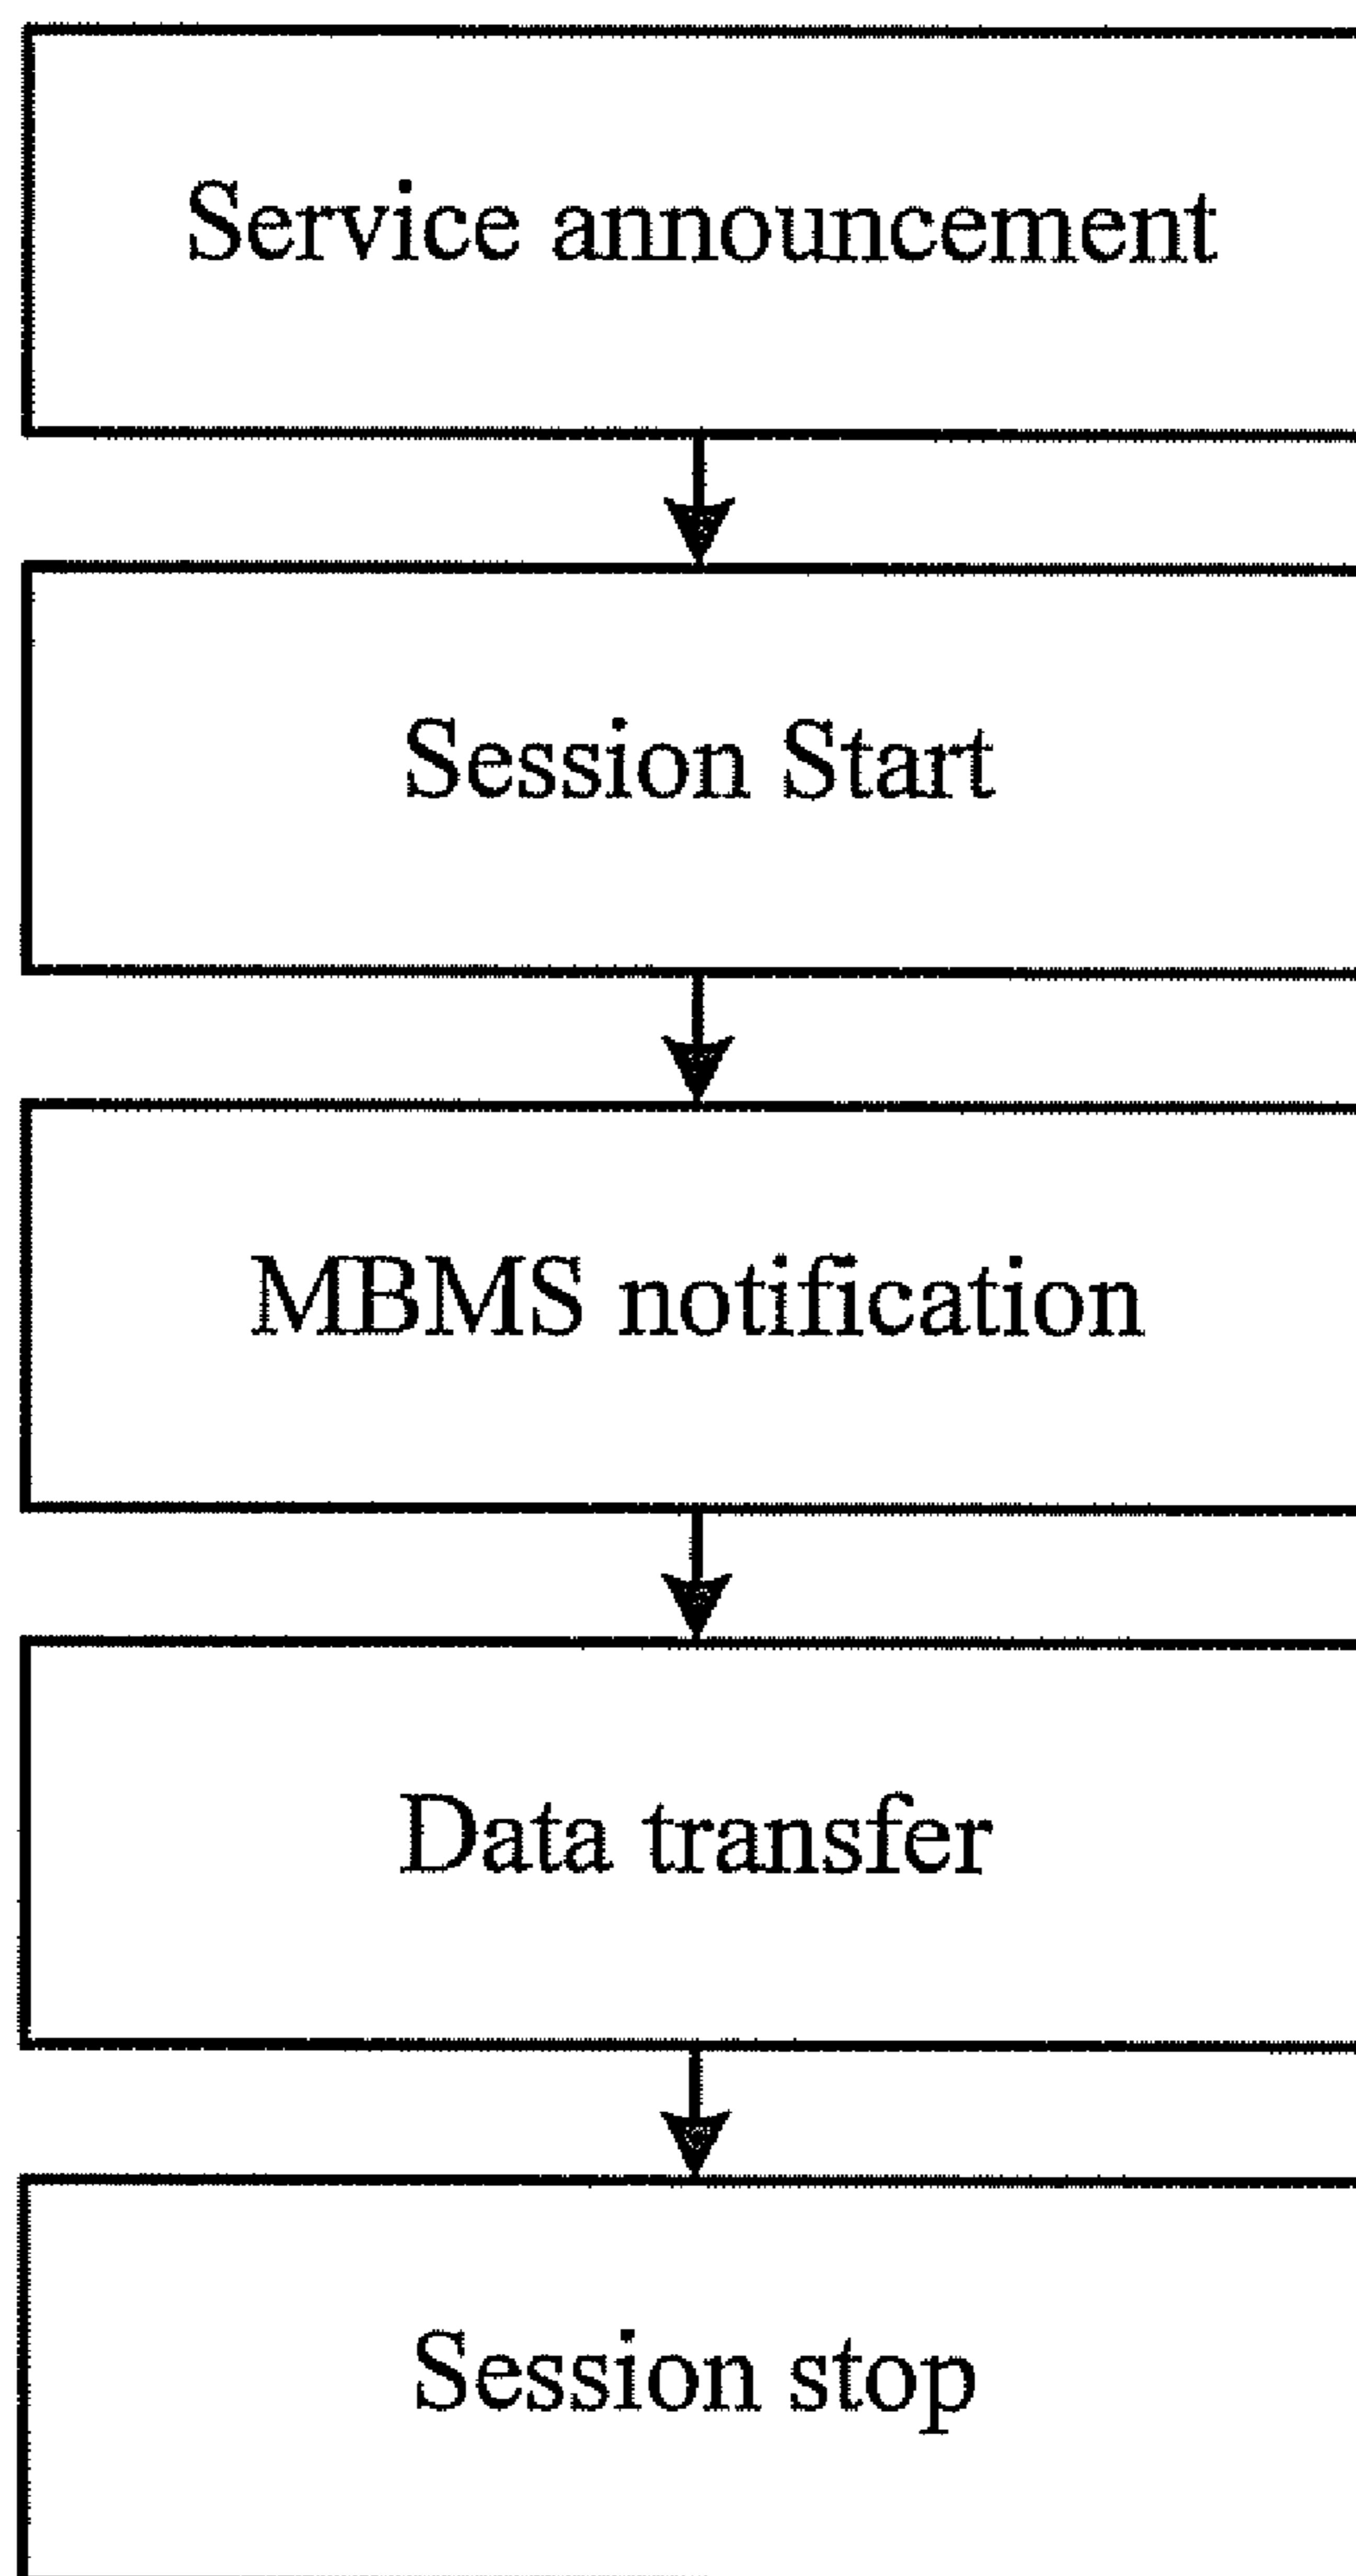 Service announcement
Session Start
MBMS notification
Data transfer
Session stop